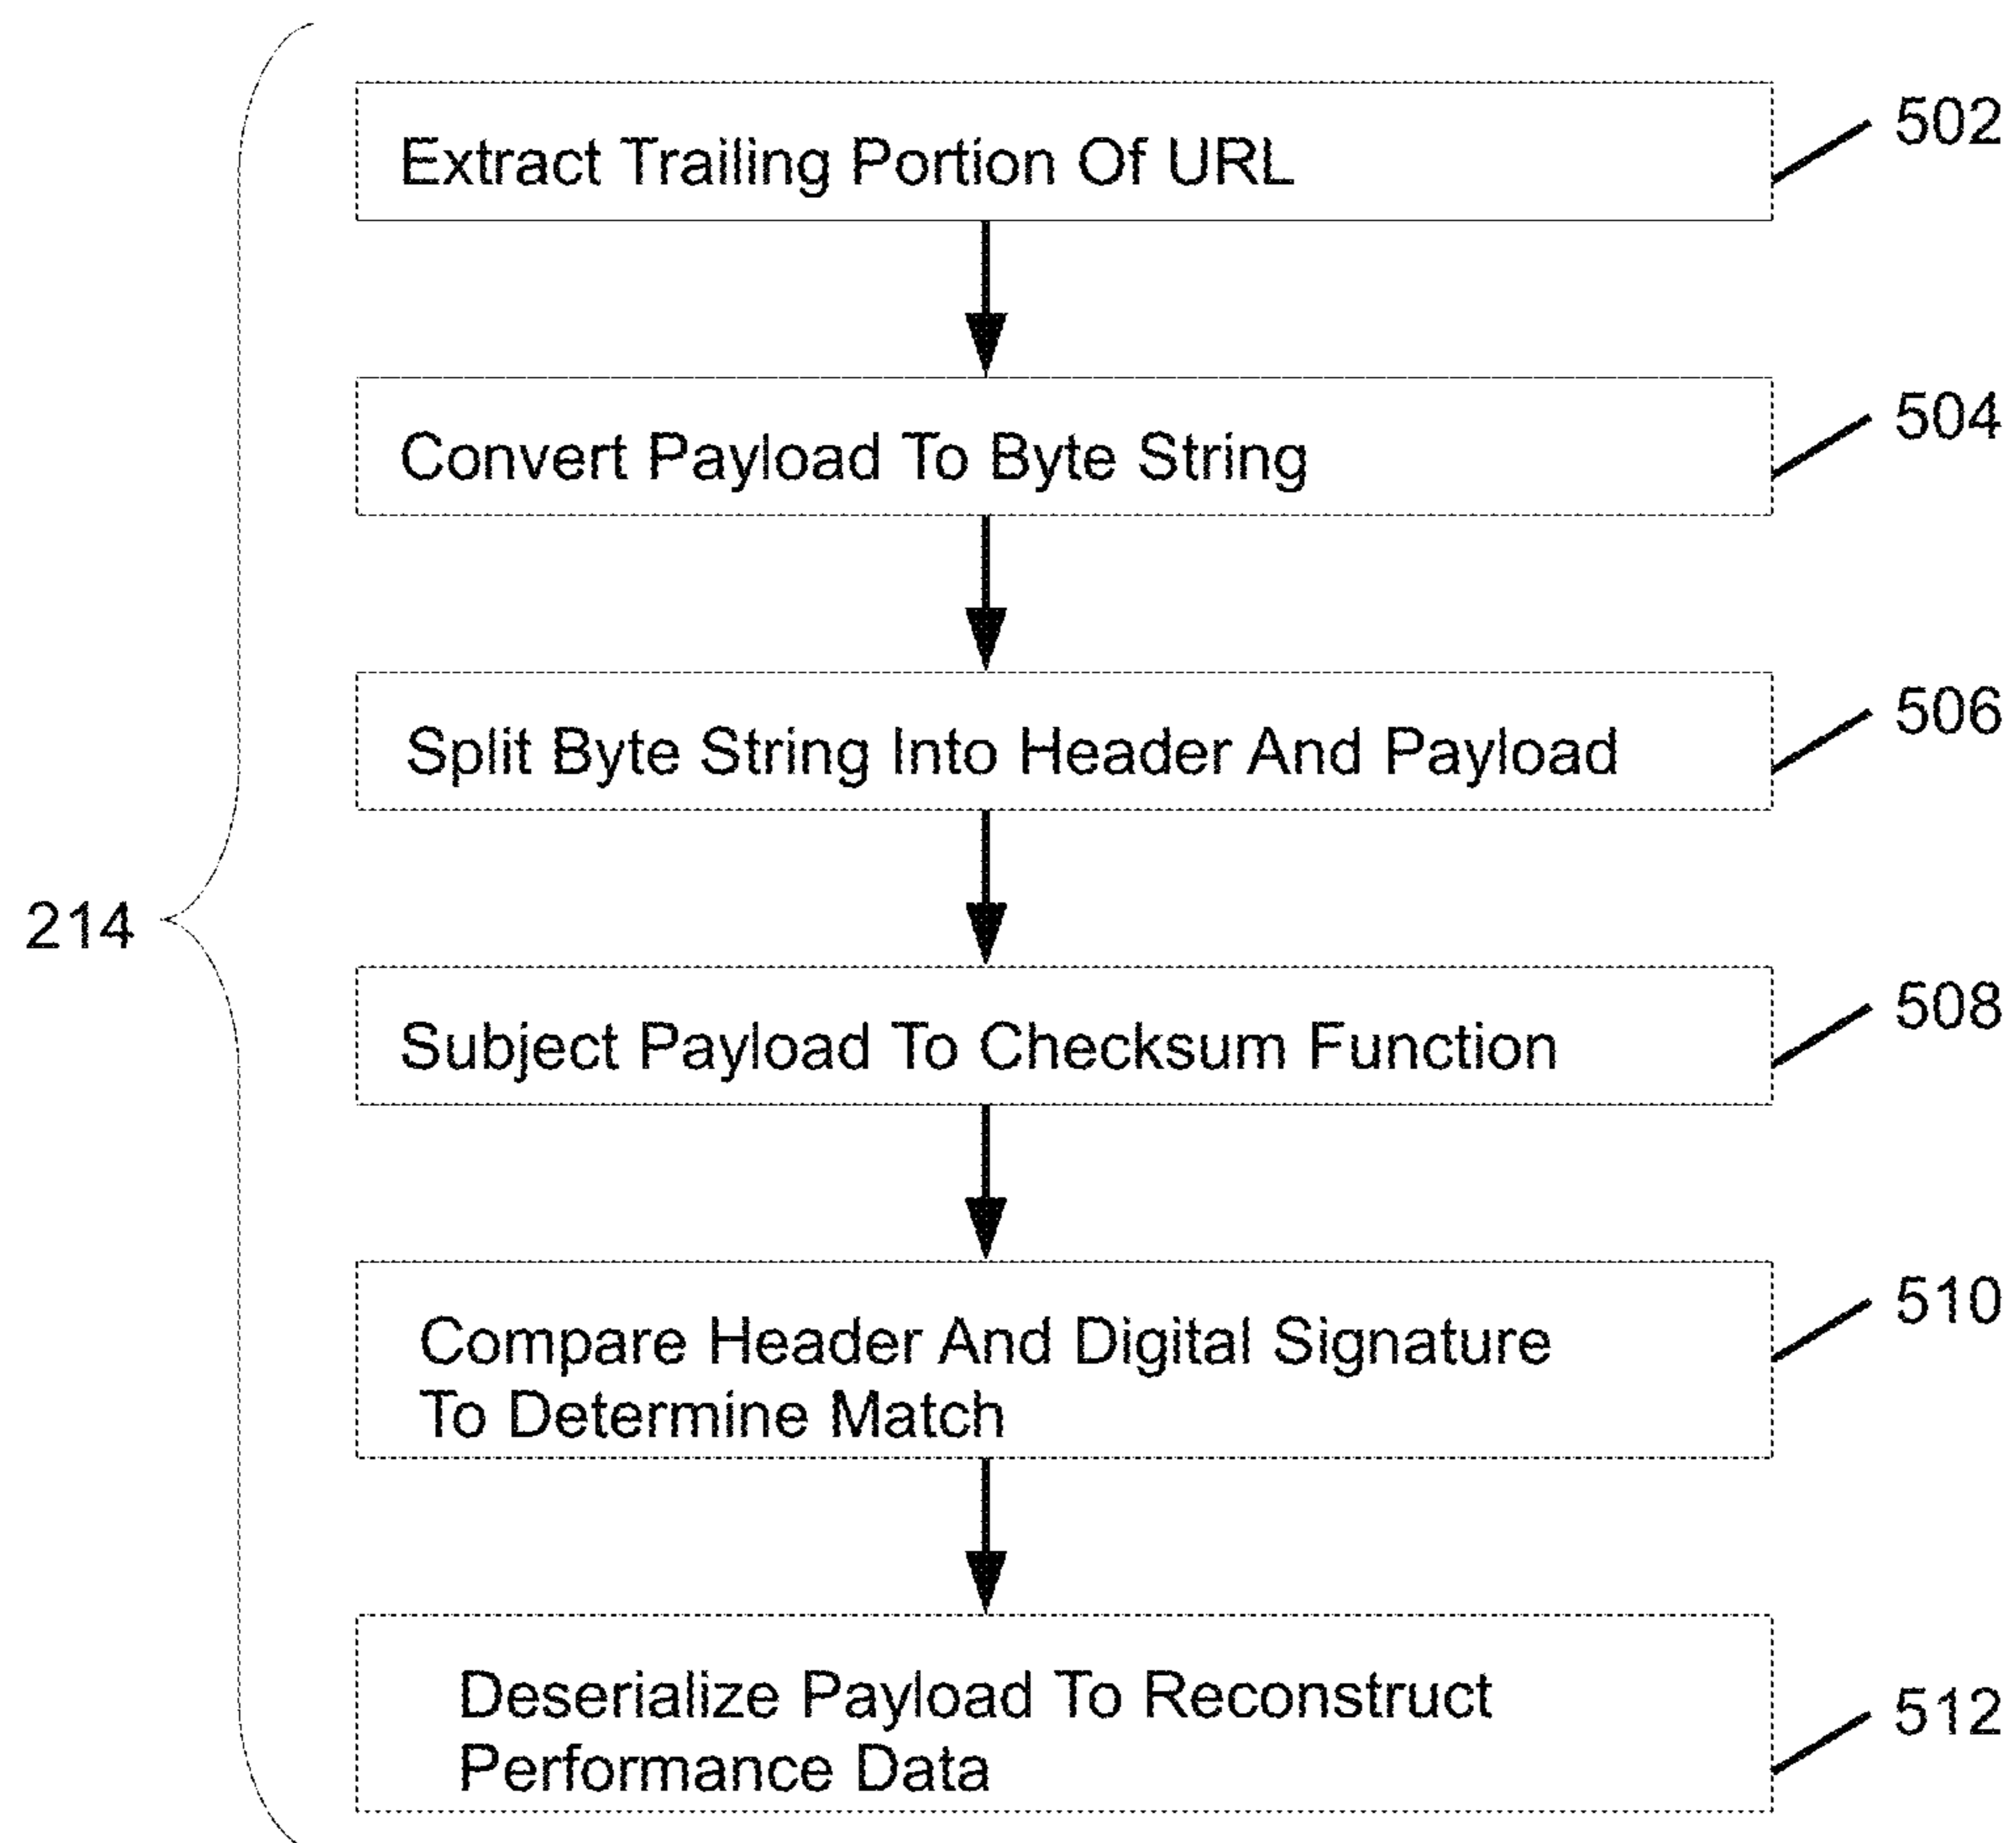 Extract Trailing Portion Of URL
502
Convert Payload To Byte String
504
Split Byte String Into Header And Payload
506
214
Subject Payload To Checksum Function
508
Compare Header And Digital Signature
To Determine Match
510
Deserialize Payload To Reconstruct
Performance Data
512